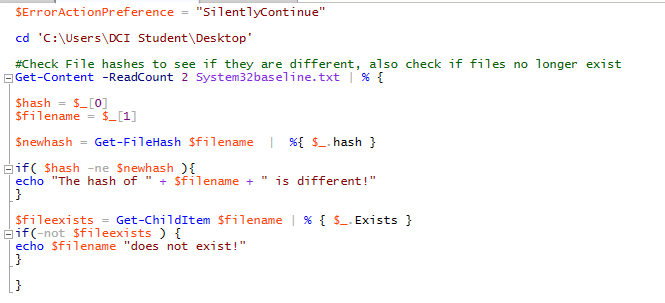 $ErrorActionPreference = "SilentlyContinue"
cd 'C:\Users\DCI Student\Desktop'
#Check File hashes to see if they are different, also check if files no longer exist
Get-Content -ReadCount 2 System32baseline.txt | % {
$hash = $_[0]
$filename = $_[1]
$newhash = Get-FileHash $filename  |  %{ $_.hash }
if( $hash -ne $newhash ){
echo "The hash of " + $filename + " is different!"
}
$fileexists = Get-ChildItem $filename | % { $_.Exists }
if(-not $fileexists ) {
echo $filename "does not exist!"
}
}